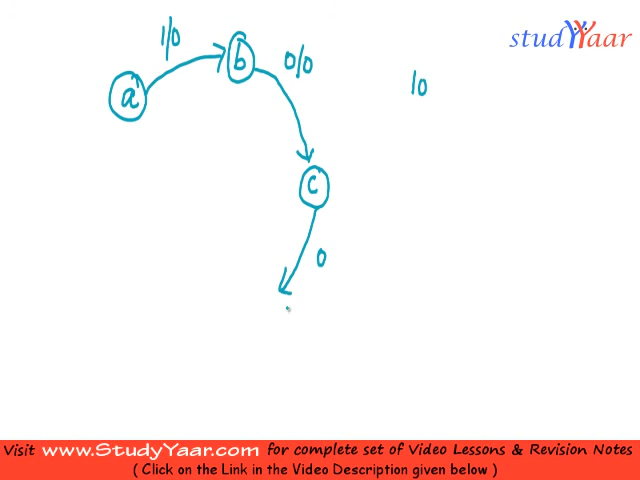 studYYaar
1/0
b
0/0
a
10
c
0
Visit www.StudyYaar.com for complete set of Video Lessons & Revision Notes
( Click on the Link in the Video Description given below )